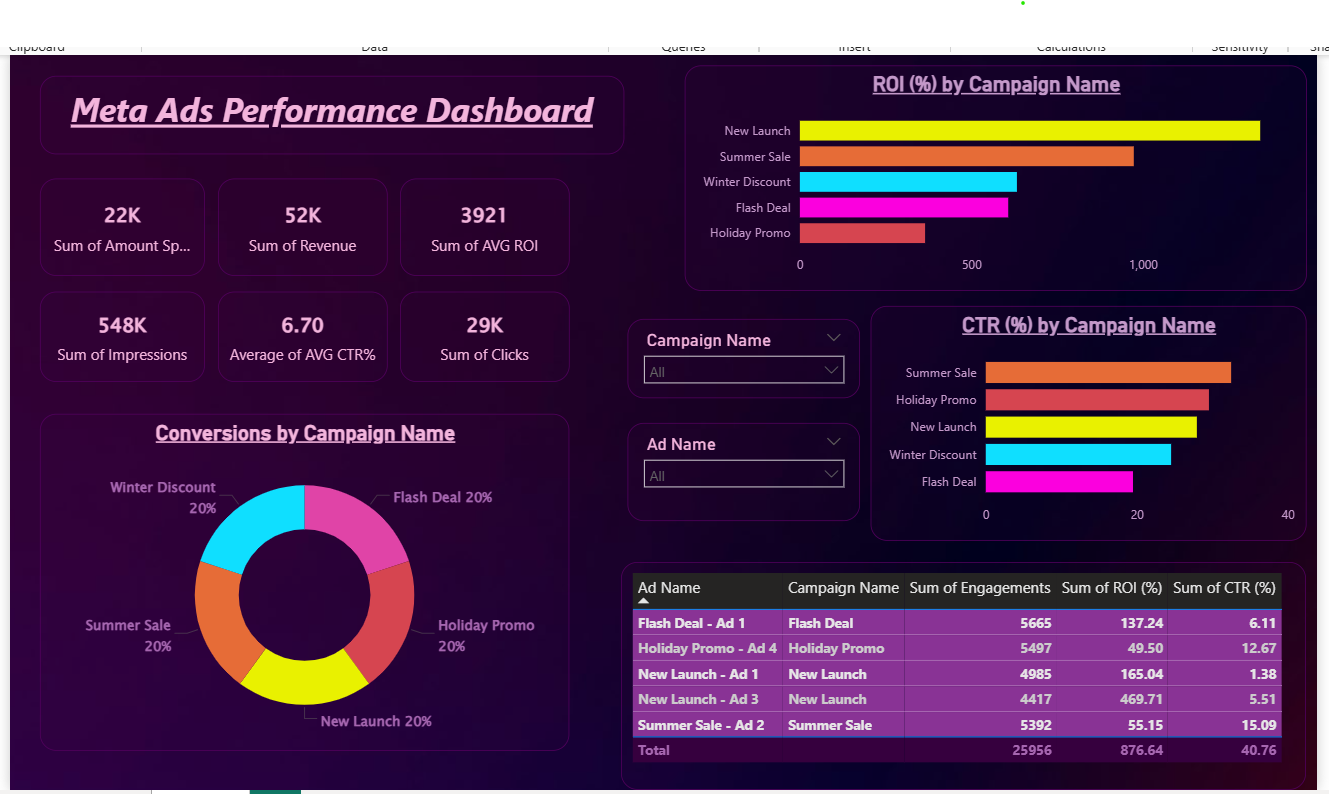 Clipboard
Data
Queries
Insert
Calculations
Sensitivity
Meta Ads Performance Dashboard
22K
Sum of Amount Sp...
52K
Sum of Revenue
3921
Sum of AVG ROI
548K
Sum of Impressions
6.70
Average of AVG CTR%
29K
Sum of Clicks
ROI (%) by Campaign Name
New Launch
Summer Sale
Winter Discount
Flash Deal
Holiday Promo
0 500 1,000
Campaign Name
All
Ad Name
All
CTR (%) by Campaign Name
Summer Sale
Holiday Promo
New Launch
Winter Discount
Flash Deal
0 20 40
Conversions by Campaign Name
Winter Discount
20%
Flash Deal 20%
Summer Sale
20%
Holiday Promo
20%
New Launch 20%
Ad Name Campaign Name Sum of Engagements Sum of ROI (%) Sum of CTR (%)
Flash Deal - Ad 1 Flash Deal 5665 137.24 6.11
Holiday Promo - Ad 4 Holiday Promo 5497 49.50 12.67
New Launch - Ad 1 New Launch 4985 165.04 1.38
New Launch - Ad 3 New Launch 4417 469.71 5.51
Summer Sale - Ad 2 Summer Sale 5392 55.15 15.09
Total 25956 876.64 40.76